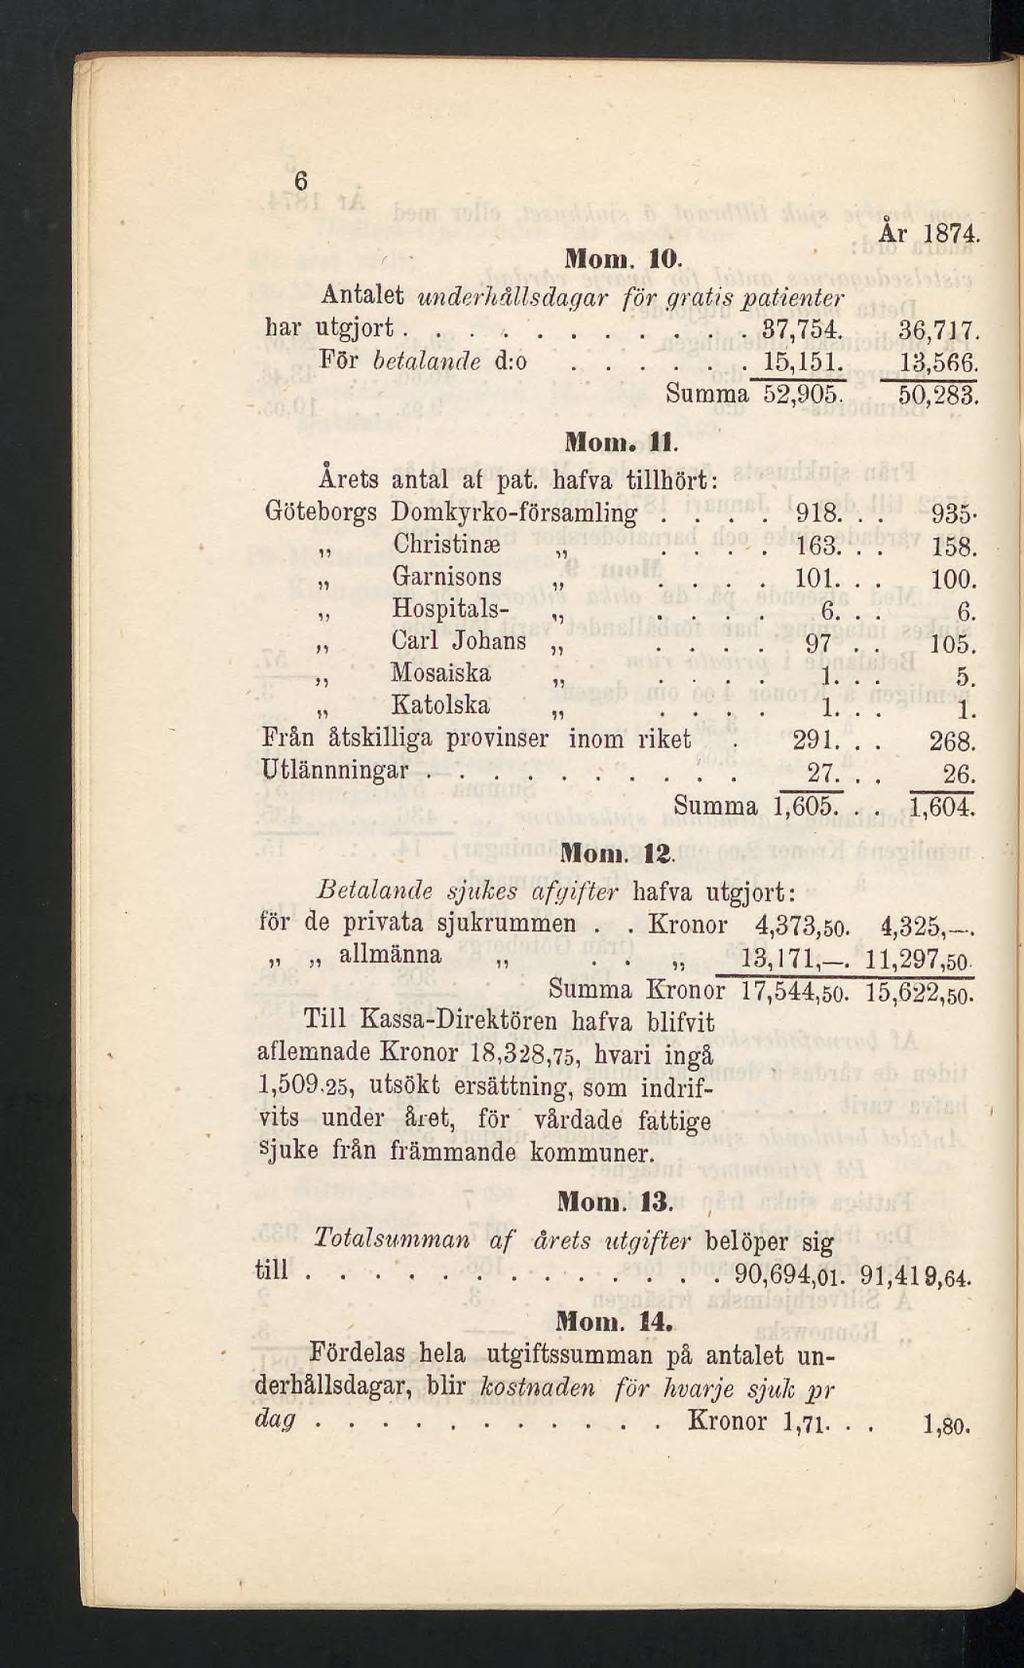 6
År 1874.
Mom. 10.
Antalet underhållsdagar för gratis patienter
har utgjort . . . . . . . . . . . 37,754. 36,717.
För betalande d:o . . . . . . 15,151. 13,566.
Summa 52,905. 50,283.
Mom. 11.
Årets antal af pat. hafva tillhört:
Göteborgs Domkyrko-församling . . . . 918. . . 935.
„ Christinæ „ . . . . 163. . . 158.
„ Garnisons „ . . . . 101. . . 100.
„ Hospitals- „ . . . . 6. . . 6.
„ Carl Johans „ . . . . 97 . . 105.
„ Mosaiska „ . . . . 1. . . 5.
„ Katolska „ . . . . 1. . . 1.
Från åtskilliga provinser inom riket . 291. . . 268.
Utlännningar . . . . . . . . . . 27. . . 26.
Summa 1,605. . . 1,604.
Mom. 12.
Betalande sjukes afgifter hafva utgjort:
för de privata sjukrummen . . Kronor 4,373,50. 4,325,—.
„ „ allmänna „ . . „ 13,171,—. 11,297,50.
Summa Kronor 17,544,50. 15,622,50.
Till Kassa-Direktören hafva blifvit
aflemnade Kronor 18,328,75, hvari ingå
1,509.25, utsökt ersättning, som indrif-
vits under året, för vårdade fattige
sjuke från främmande kommuner.
Mom. 13.
Totalsumman af årets utgifter belöper sig
till . . . . . . . . . . . . . 90,694,01. 91,419,64.
Mom. 14.
Fördelas hela utgiftssumman på antalet un-
derhållsdagar, blir kostnaden för hvarje sjuk pr
dag . . . . . . . . . . . Kronor 1,71. . . 1,80.